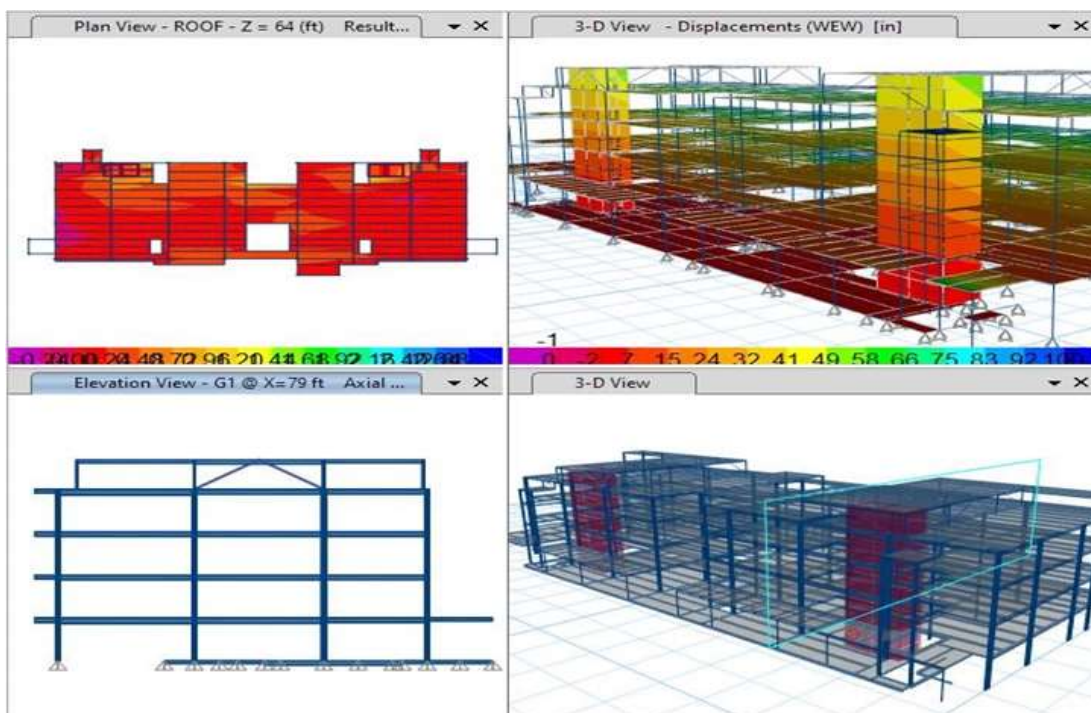 Plan View - ROOF - Z = 64 (ft) Result...
3-D View - Displacements (WEW) [in]
-1
0 -2 7 15 24 32 41 49 58 66 75 83 92
Elevation View - G1 @ X=79 ft Axial ...
3-D View